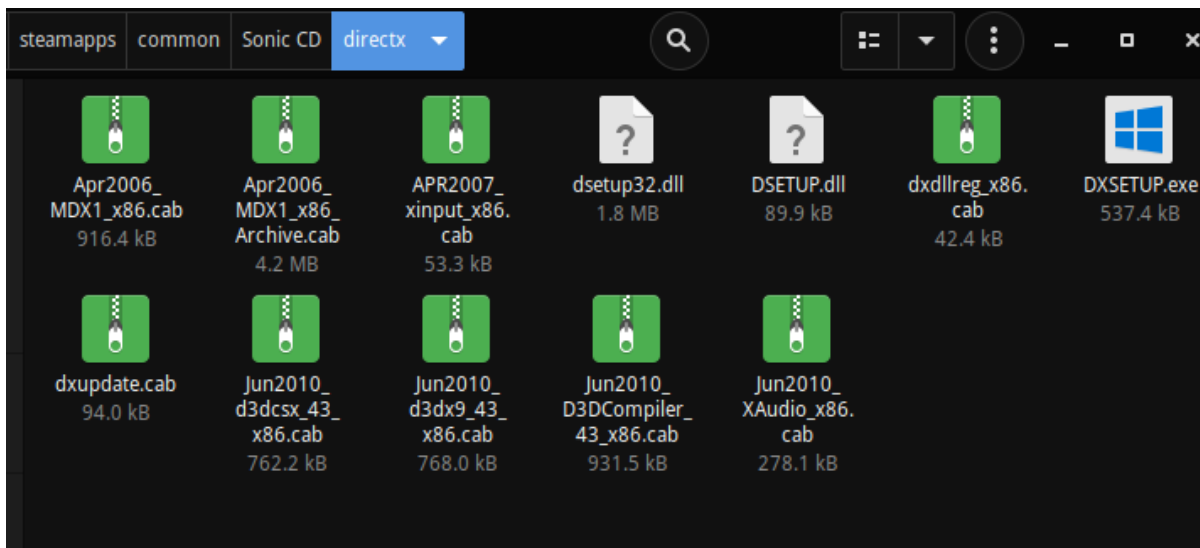 steamapps common Sonic CD directx
Apr2006_
MDX1_x86.cab
916.4 kB
Apr2006_
MDX1_x86_
Archive.cab
4.2 MB
APR2007_
xinput_x86.
cab
53.3 kB
dsetup32.dll
1.8 MB
DSETUP.dll
89.9 kB
dxdllreg_x86.
cab
42.4 kB
DXSETUP.exe
537.4 kB
dxupdate.cab
94.0 kB
Jun2010_
d3dcsx_43_
x86.cab
762.2 kB
Jun2010_
d3dx9_43_
x86.cab
768.0 kB
Jun2010_
D3DCompiler_
43_x86.cab
931.5 kB
Jun2010_
XAudio_x86.
cab
278.1 kB